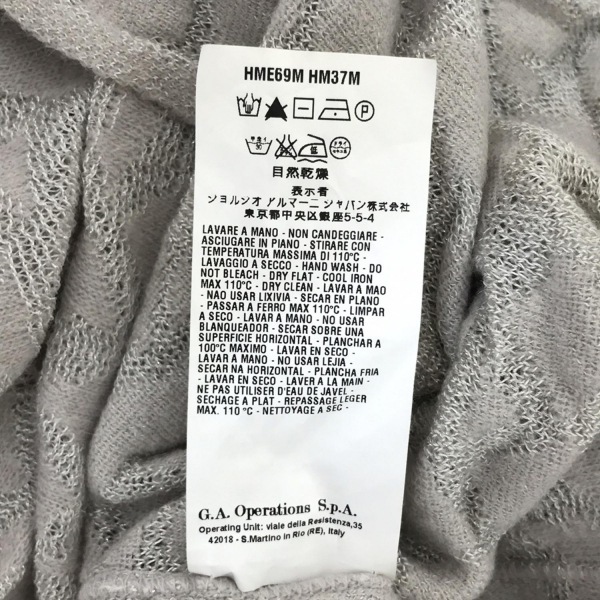 HME69M HM37M
P
自然乾燥
表示者
ジョルジオ アルマーニ ジャパン株式会社
東京都中央区銀座5-5-4
LAVARE A MANO - NON CANDEGGIARE -
ASCIUGARE IN PIANO - STIRARE CON
TEMPERATURA MASSIMA DI 110°C -
LAVAGGIO A SECCO - HAND WASH - DO
NOT BLEACH - DRY FLAT - COOL IRON
MAX 110°C - DRY CLEAN - LAVAR A MAO
- NÃO USAR LIXIVIA - SECAR EN PLANO
- PASSAR A FERRO MAX 110°C - LIMPAR
A SECO - LAVAR A MANO - NO USAR
BLANQUEADOR - SECAR SOBRE UNA
SUPERFICIE HORIZONTAL - PLANCHAR A
100°C MAXIMO - LAVAR EN SECO -
LAVAR A MANO - NO USAR LEJIA -
SECAR NA HORIZONTAL - PLANCHA FRIA
- LAVAR EN SECO - LAVER A LA MAIN -
NE PAS UTILISER D'EAU DE JAVEL -
SECHAGE A PLAT - REPASSAGE LEGER
MAX. 110 °C - NETTOYAGE A SEC -
G.A. Operations S.p.A.
Operating Unit: viale della Resistenza,35
42018 - S.Martino in Rio (RE), Italy